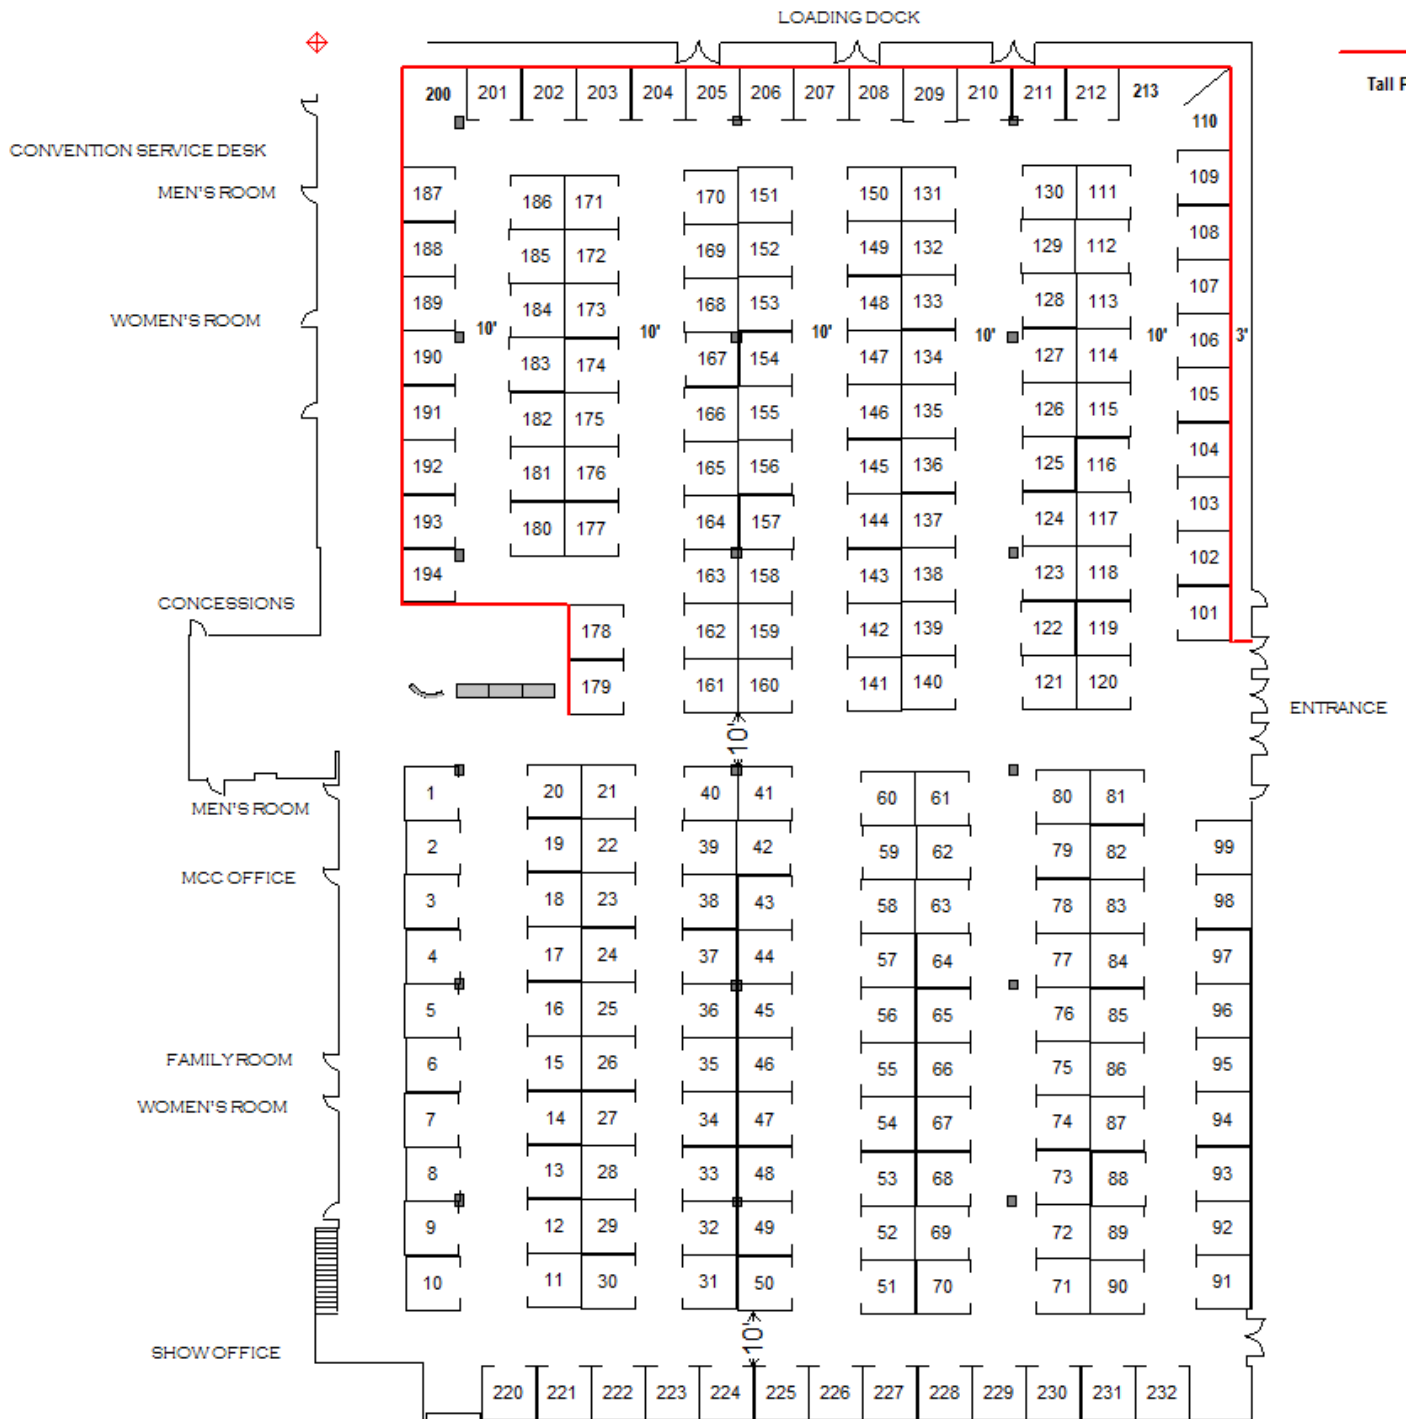 LOADING DOCK
Tall P
200 201 202 203 204 205 206 207 208 209 210 211 212 213
110
CONVENTION SERVICE DESK
MEN'S ROOM
187 186 171 170 151 150 131 130 111 109
188 185 172 169 152 149 132 129 112 108
189 184 173 168 153 148 133 128 113 107
WOMEN'S ROOM
10' 10' 10' 10' 10' 3'
190 183 174 167 154 147 134 127 114 106
191 182 175 166 155 146 135 126 115 105
192 181 176 165 156 145 136 125 116 104
193 180 177 164 157 144 137 124 117 103
194 163 158 143 138 123 118 102
CONCESSIONS
178 162 159 142 139 122 119 101
179 161 160 141 140 121 120
ENTRANCE
10'
1 20 21 40 41 60 61 80 81
MEN'S ROOM
2 19 22 39 42 59 62 79 82 99
MCC OFFICE
3 18 23 38 43 58 63 78 83 98
4 17 24 37 44 57 64 77 84 97
5 16 25 36 45 56 65 76 85 96
FAMILY ROOM
6 15 26 35 46 55 66 75 86 95
WOMEN'S ROOM
7 14 27 34 47 54 67 74 87 94
8 13 28 33 48 53 68 73 88 93
9 12 29 32 49 52 69 72 89 92
10 11 30 31 50 51 70 71 90 91
10'
SHOW OFFICE
220 221 222 223 224 225 226 227 228 229 230 231 232